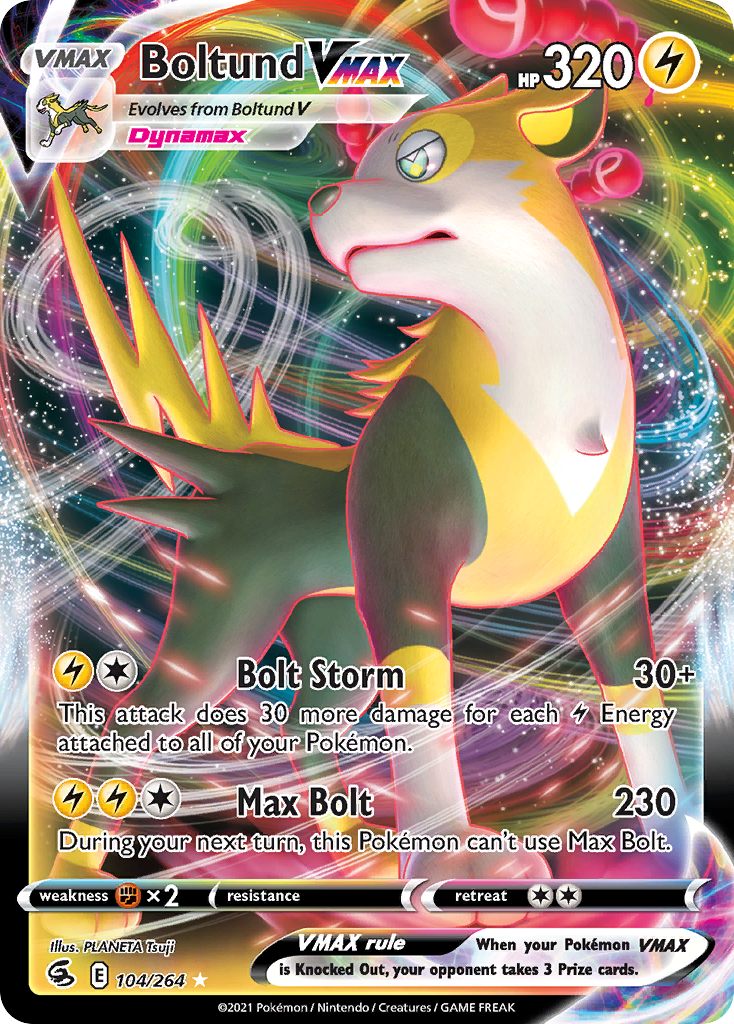 VMAX
Boltund VMAX
HP 320
Evolves from Boltund V
Dynamax
Bolt Storm 30+
This attack does 30 more damage for each Energy
attached to all of your Pokémon.
Max Bolt 230
During your next turn, this Pokémon can't use Max Bolt.
weakness ×2 resistance retreat
Illus. PLANETA Tsuji
VMAX rule When your Pokémon VMAX
is Knocked Out, your opponent takes 3 Prize cards.
E 104/264
©2021 Pokémon / Nintendo / Creatures / GAME FREAK